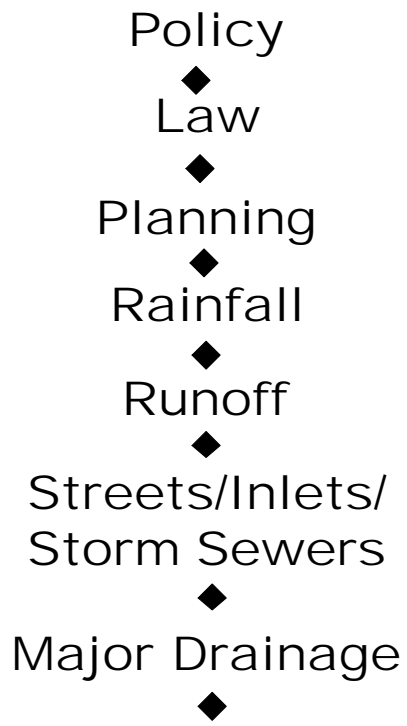 Policy
◆
Law
◆
Planning
◆
Rainfall
◆
Runoff
◆
Streets/Inlets/
Storm Sewers
◆
Major Drainage
◆